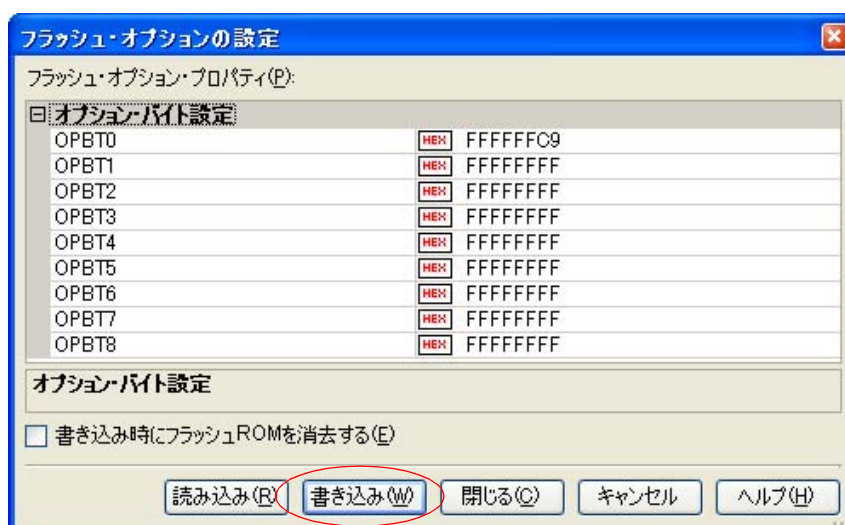 フラッシュ・オプションの設定
フラッシュ・オプション・プロパティ(P):
オプション・バイト設定
OPBT0 HEX FFFFFFC9
OPBT1 HEX FFFFFFFF
OPBT2 HEX FFFFFFFF
OPBT3 HEX FFFFFFFF
OPBT4 HEX FFFFFFFF
OPBT5 HEX FFFFFFFF
OPBT6 HEX FFFFFFFF
OPBT7 HEX FFFFFFFF
OPBT8 HEX FFFFFFFF
オプション・バイト設定
書き込み時にフラッシュROMを消去する(E)
読み込み(R) 書き込み(W) 閉じる(C) キャンセル ヘルプ(H)